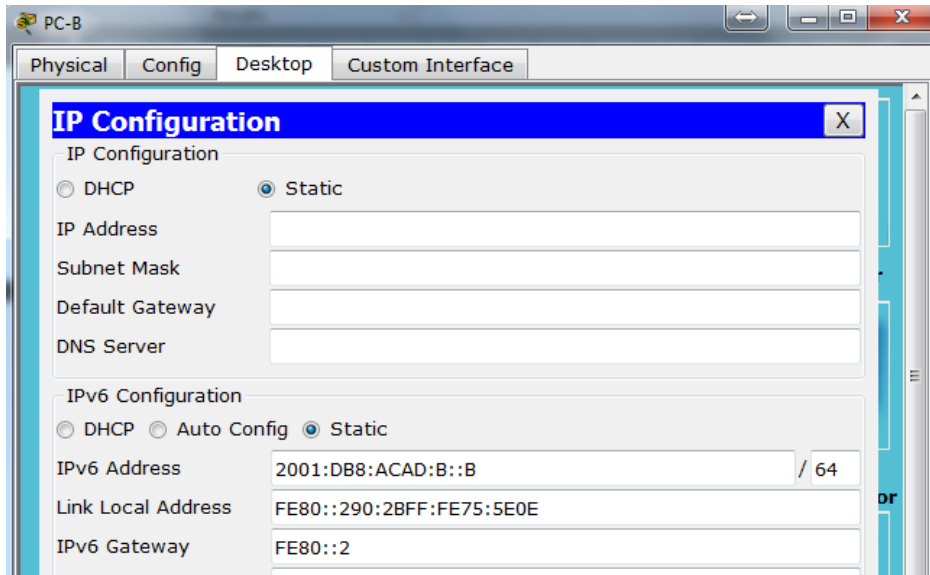 PC-B
Physical Config Desktop Custom Interface
IP Configuration X
IP Configuration
DHCP Static
IP Address
Subnet Mask
Default Gateway
DNS Server
IPv6 Configuration
DHCP Auto Config Static
IPv6 Address 2001:DB8:ACAD:B::B / 64
Link Local Address FE80::290:2BFF:FE75:5E0E
or
IPv6 Gateway FE80::2